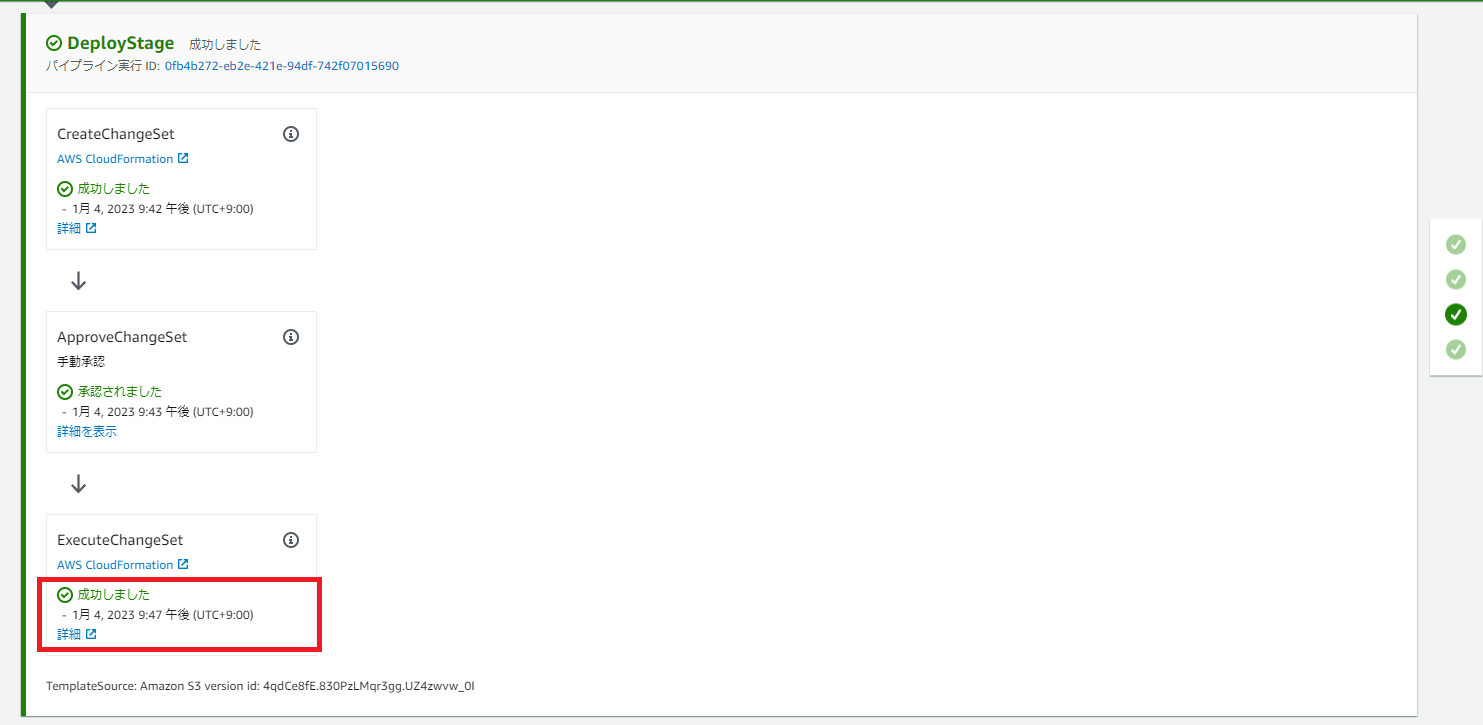 DeployStage 成功しました
パイプライン実行 ID: 0fb4b272-eb2e-421e-94df-742f07015690
CreateChangeSet
AWS CloudFormation
成功しました
- 1月 4, 2023 9:42 午後 (UTC+9:00)
詳細
ApproveChangeSet
手動承認
承認されました
- 1月 4, 2023 9:43 午後 (UTC+9:00)
詳細を表示
ExecuteChangeSet
AWS CloudFormation
成功しました
- 1月 4, 2023 9:47 午後 (UTC+9:00)
詳細
TemplateSource: Amazon S3 version id: 4qdCe8fE.830PzLMqr3gg.UZ4zwvw_0I